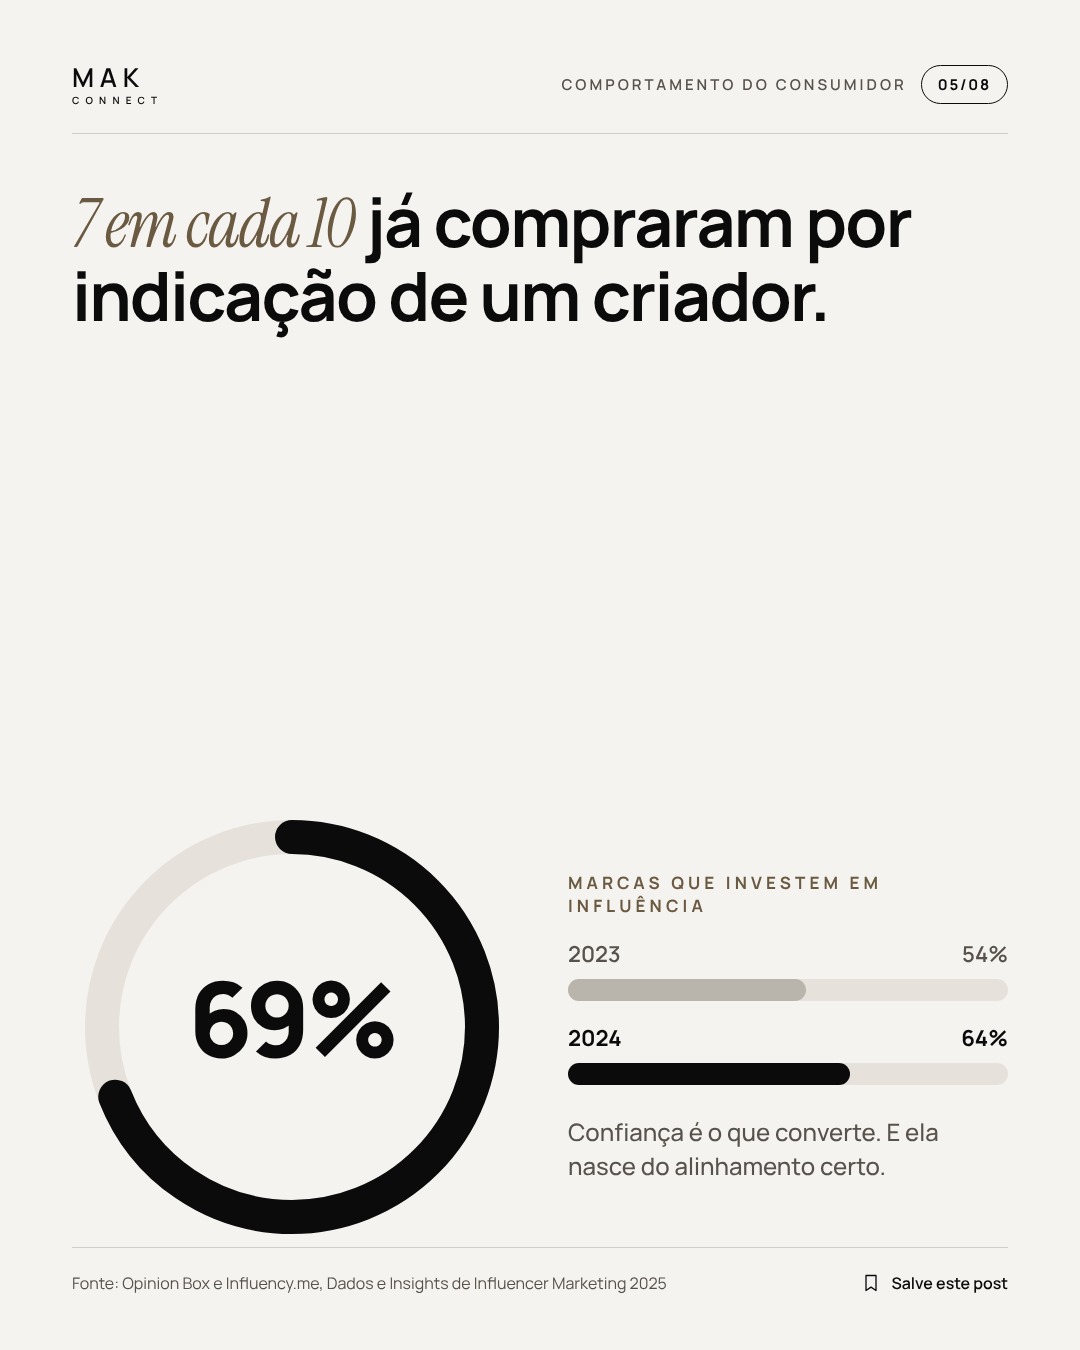 MAK
CONNECT
COMPORTAMENTO DO CONSUMIDOR
05/08
7 em cada 10 já compraram por
indicação de um criador.
69%
MARCAS QUE INVESTEM EM
INFLUÊNCIA
2023 54%
2024 64%
Confiança é o que converte. E ela
nasce do alinhamento certo.
Fonte: Opinion Box e Influency.me, Dados e Insights de Influencer Marketing 2025
Salve este post